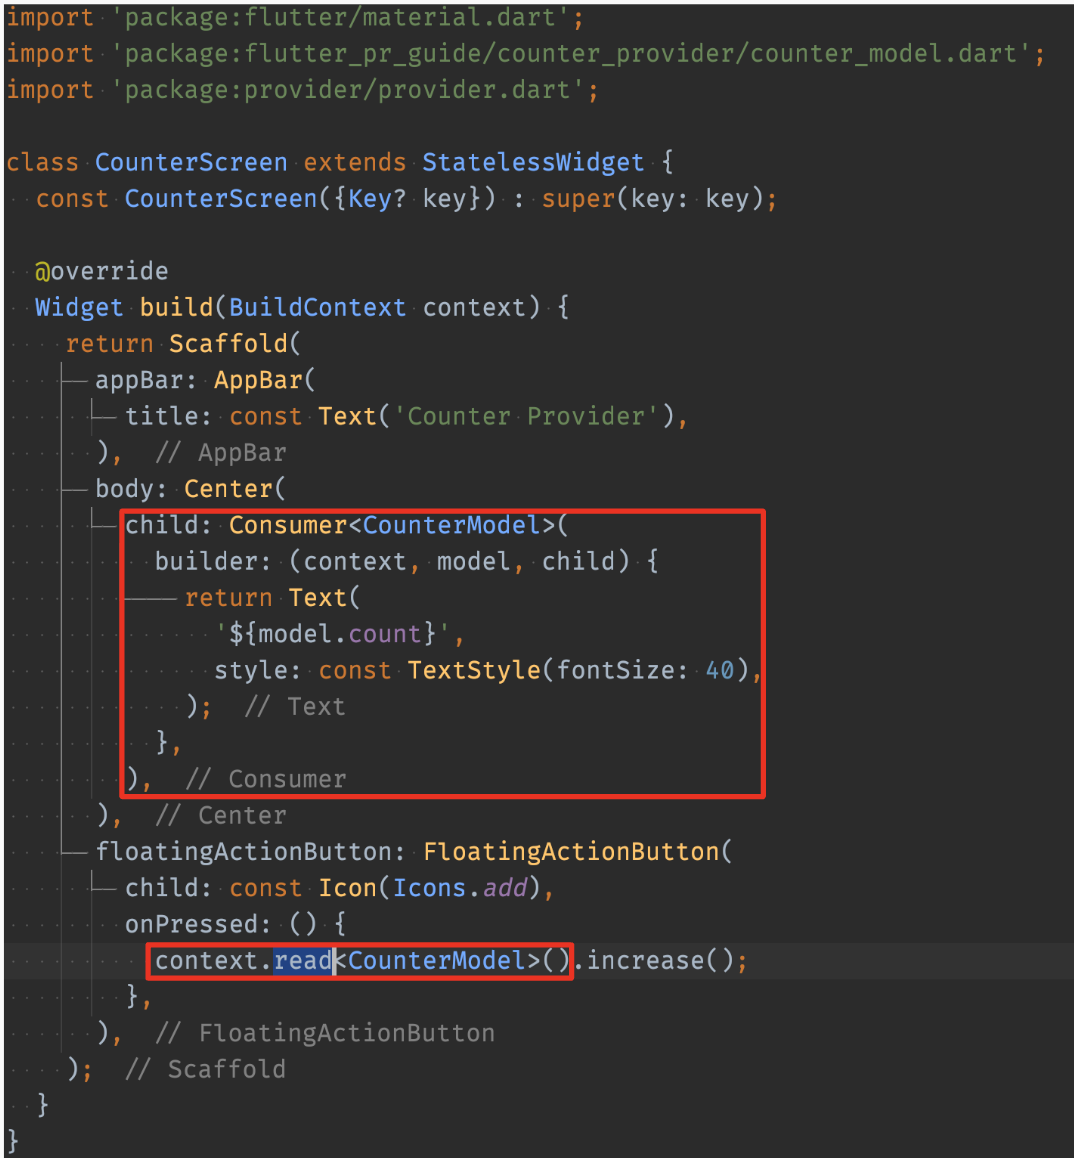 import 'package:flutter/material.dart';
import 'package:flutter_pr_guide/counter_provider/counter_model.dart';
import 'package:provider/provider.dart';

class CounterScreen extends StatelessWidget {
  const CounterScreen({Key? key}) : super(key: key);

  @override
  Widget build(BuildContext context) {
    return Scaffold(
      appBar: AppBar(
        title: const Text('Counter Provider'),
      ),  // AppBar
      body: Center(
        child: Consumer<CounterModel>(
          builder: (context, model, child) {
            return Text(
              '${model.count}',
              style: const TextStyle(fontSize: 40),
            );  // Text
          },
        ),  // Consumer
      ),  // Center
      floatingActionButton: FloatingActionButton(
        child: const Icon(Icons.add),
        onPressed: () {
          context.read<CounterModel>().increase();
        },
      ),  // FloatingActionButton
    );  // Scaffold
  }
}